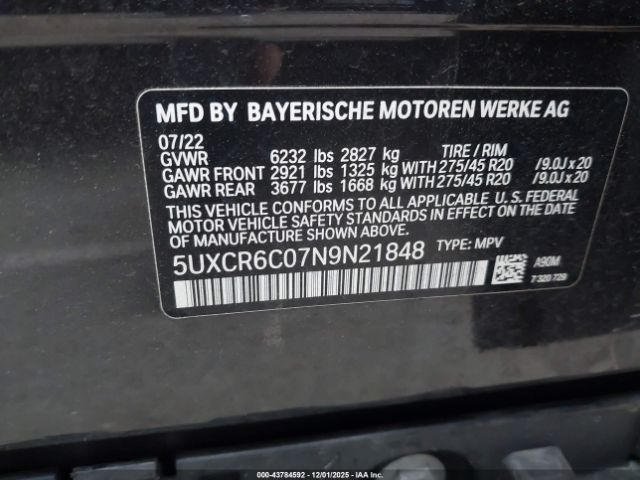 MFD BY BAYERISCHE MOTOREN WERKE AG
07/22
GVWR 6232 lbs 2827 kg TIRE / RIM
GAWR FRONT 2921 lbs 1325 kg WITH 275/45 R20 /9.0J x 20
GAWR REAR 3677 lbs 1668 kg WITH 275/45 R20 /9.0J x 20
THIS VEHICLE CONFORMS TO ALL APPLICABLE U.S. FEDERAL
MOTOR VEHICLE SAFETY STANDARDS IN EFFECT ON THE DATE
OF MANUFACTURE SHOWN ABOVE.
5UXCR6C07N9N21848 TYPE: MPV
A90M
7 320 729
000-43784592 12/01/2025 IAAI.CA